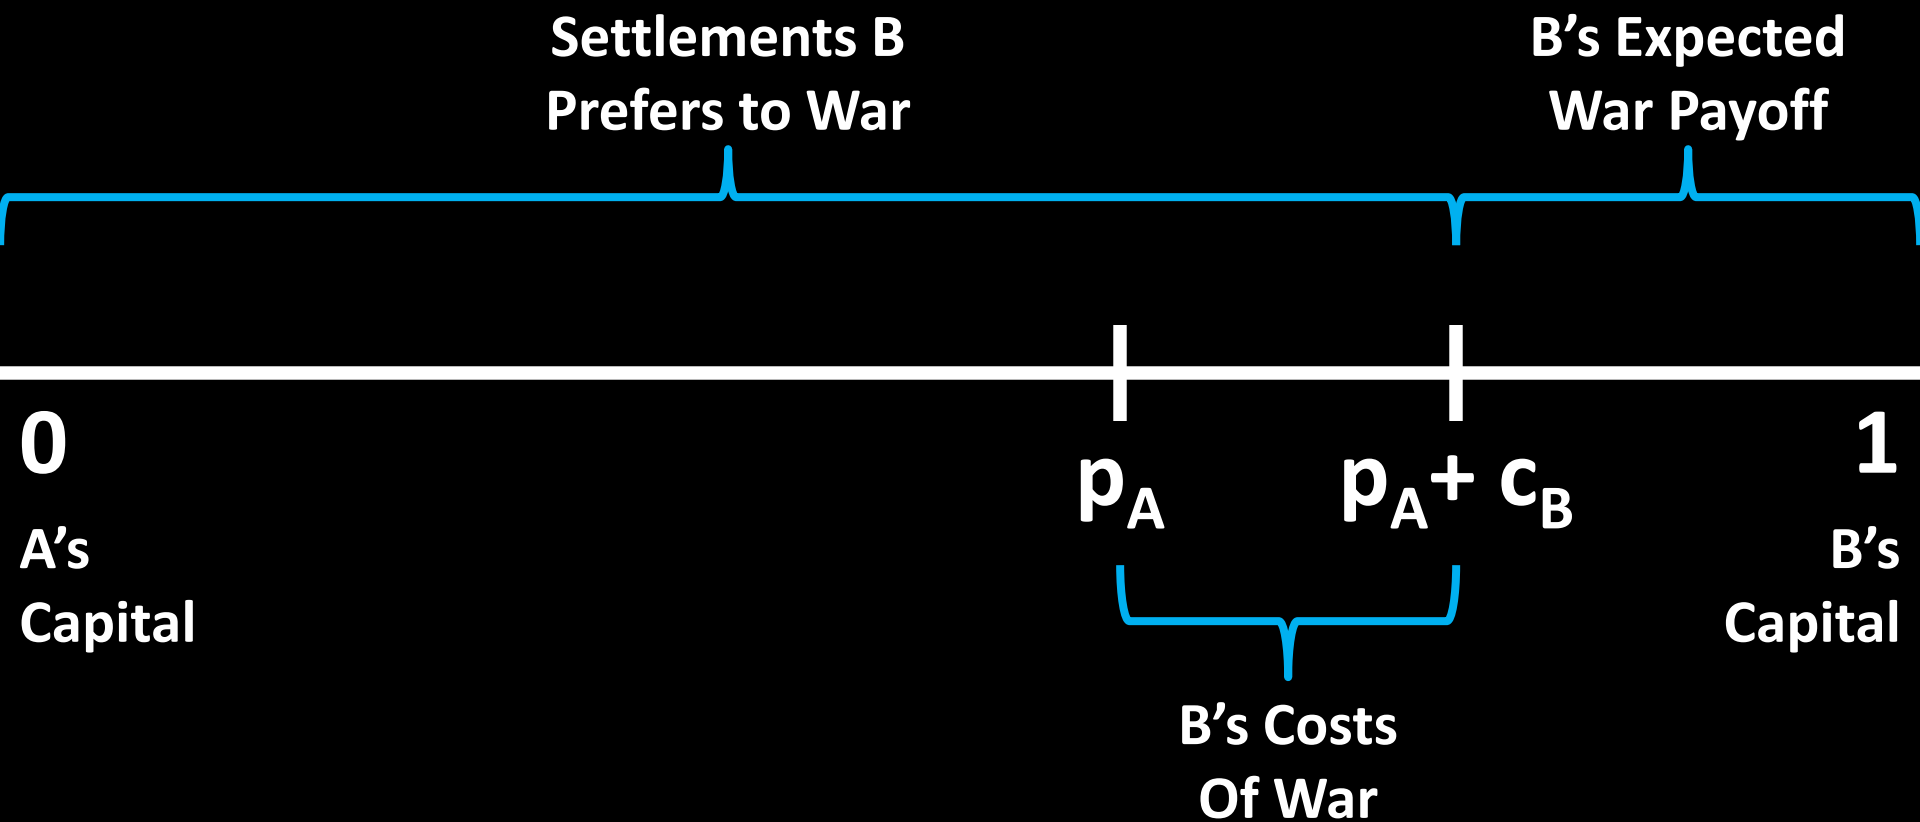 Settlements B
Prefers to War
B’s Expected
War Payoff
0
A’s
Capital
pA
pA+ cB
1
B’s
Capital
B’s Costs
Of War